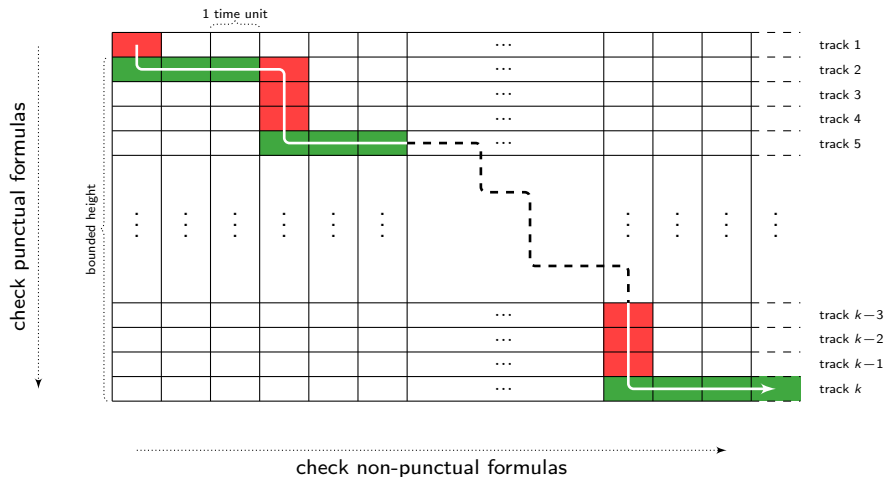 1 time unit
... track 1
... track 2
... track 3
... track 4
... track 5
check punctual formulas
bounded height
... track k−3
... track k−2
... track k−1
... track k
check non-punctual formulas